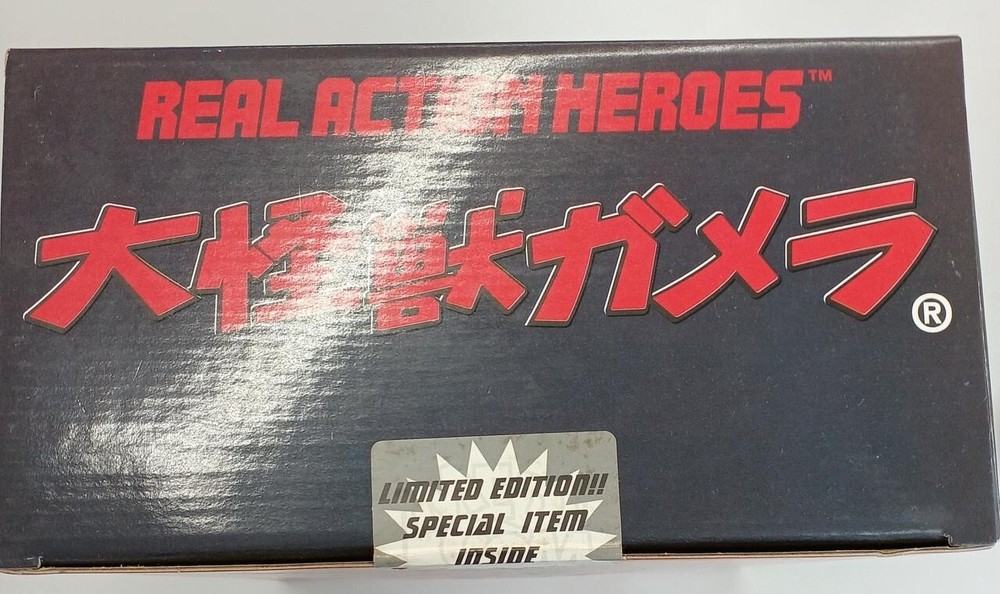 REAL ACTION HEROES™
大怪獣ガメラ®
LIMITED EDITION!!
SPECIAL ITEM
INSIDE